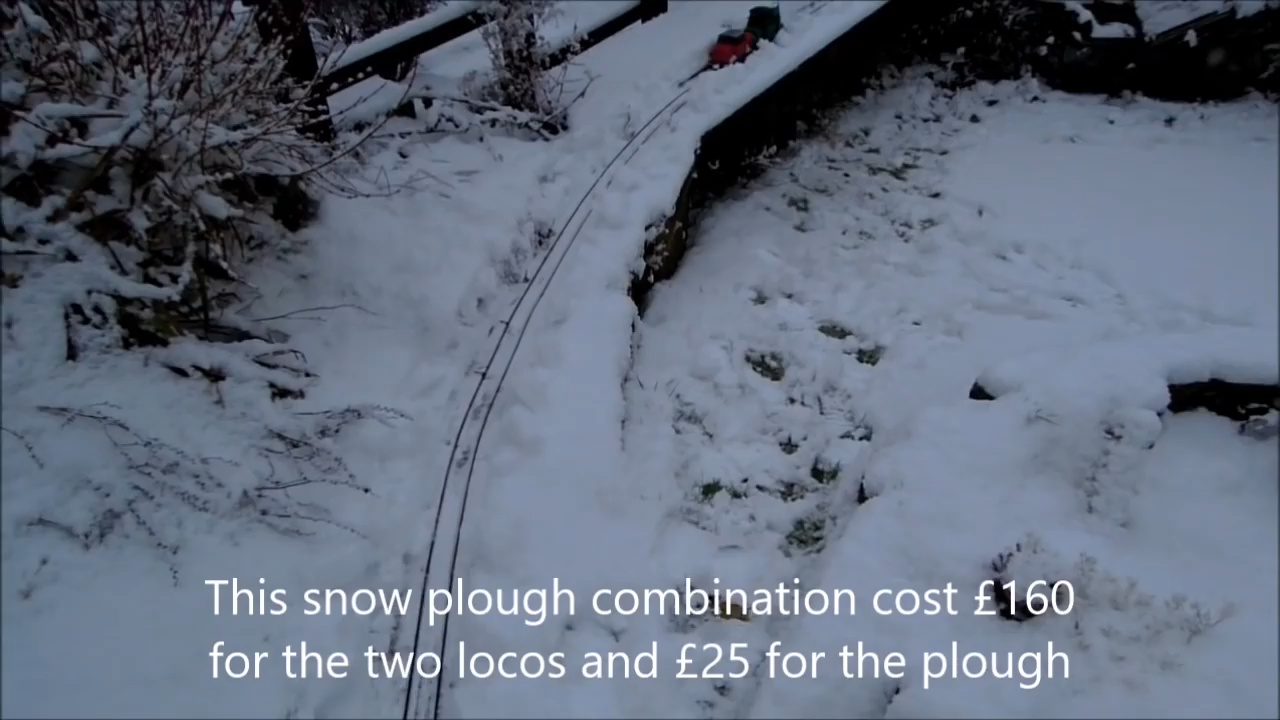 This snow plough combination cost £160
for the two locos and £25 for the plough